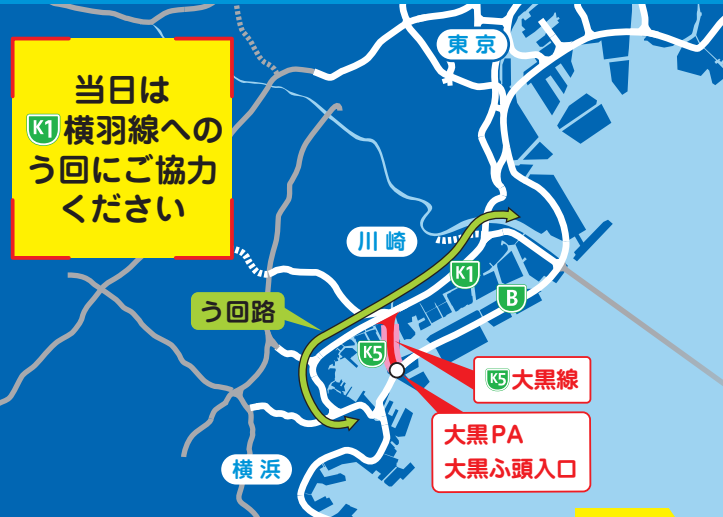 東京
当日は
K1 横羽線への
う回にご協力
ください
川崎
K1
B
う回路
K5
K5 大黒線
大黒PA
大黒ふ頭入口
横浜